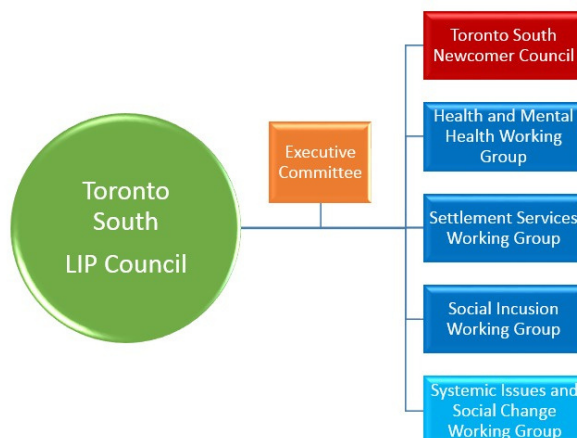 Toronto
South
LIP Council
Executive
Committee
Toronto South
Newcomer Council
Health and Mental
Health Working
Group
Settlement Services
Working Group
Social Incusion
Working Group
Systemic Issues and
Social Change
Working Group